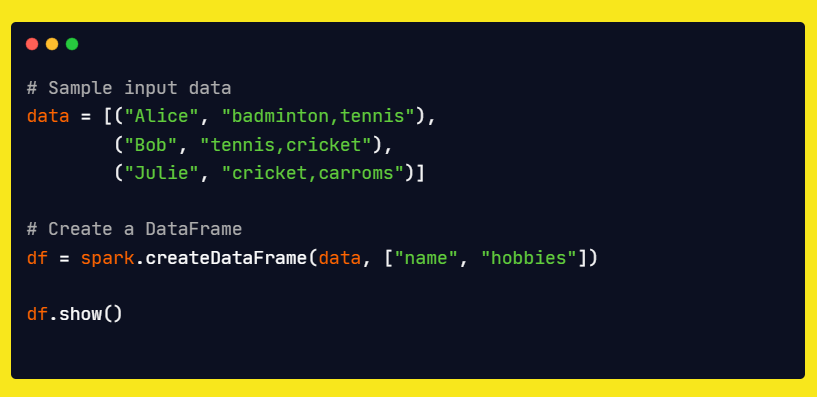 # Sample input data
data = [("Alice", "badminton,tennis"),
        ("Bob", "tennis,cricket"),
        ("Julie", "cricket,carroms")]
# Create a DataFrame
df = spark.createDataFrame(data, ["name", "hobbies"])
df.show()